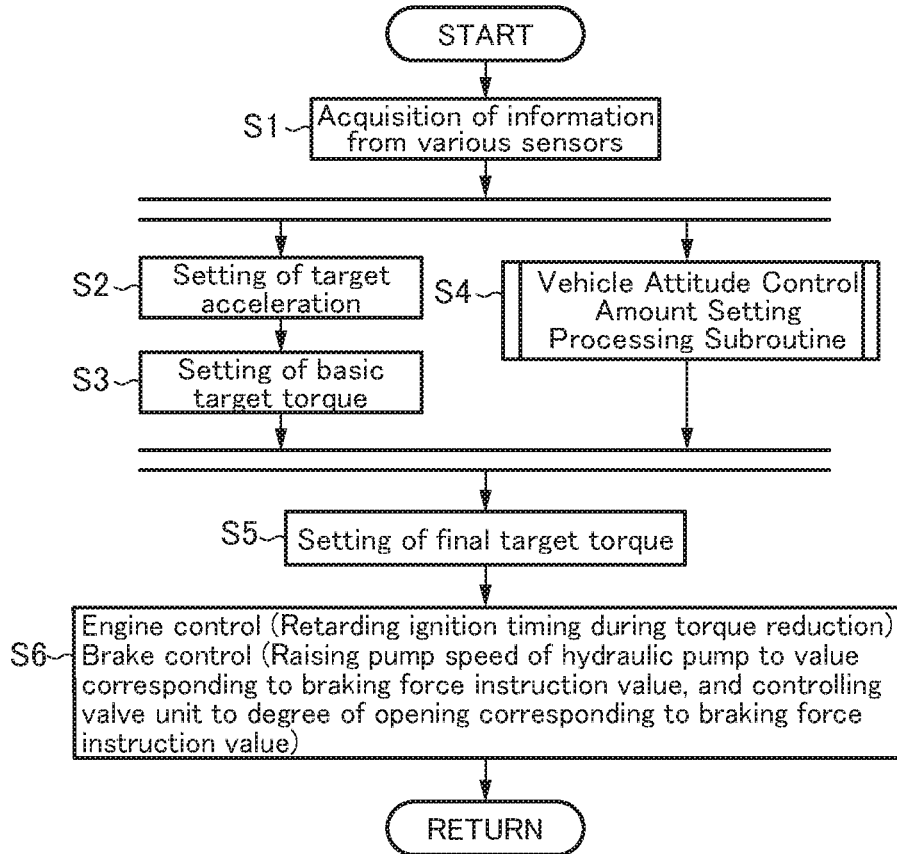 START
S1
Acquisition of information
from various sensors
S2
Setting of target
acceleration
S3
Setting of basic
target torque
S4
Vehicle Attitude Control
Amount Setting
Processing Subroutine
S5
Setting of final target torque
S6
Engine control (Retarding ignition timing during torque reduction)
Brake control (Raising pump speed of hydraulic pump to value
corresponding to braking force instruction value, and controlling
valve unit to degree of opening corresponding to braking force
instruction value)
RETURN